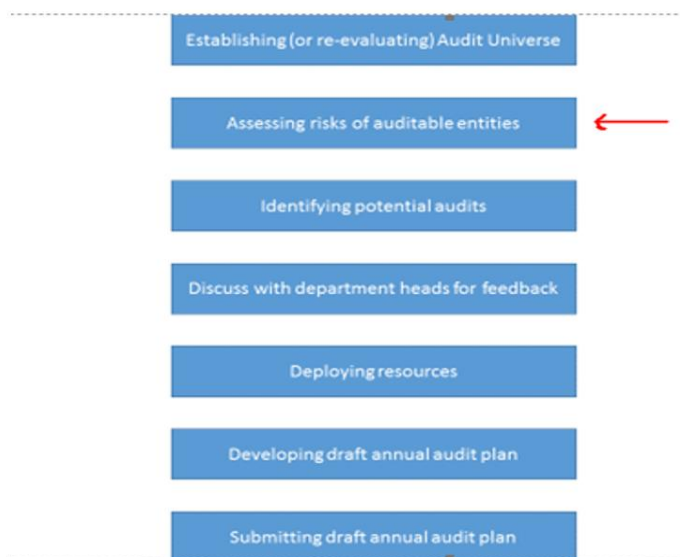 Establishing (or re-evaluating) Audit Universe
Assessing risks of auditable entities
Identifying potential audits
Discuss with department heads for feedback
Deploying resources
Developing draft annual audit plan
Submitting draft annual audit plan